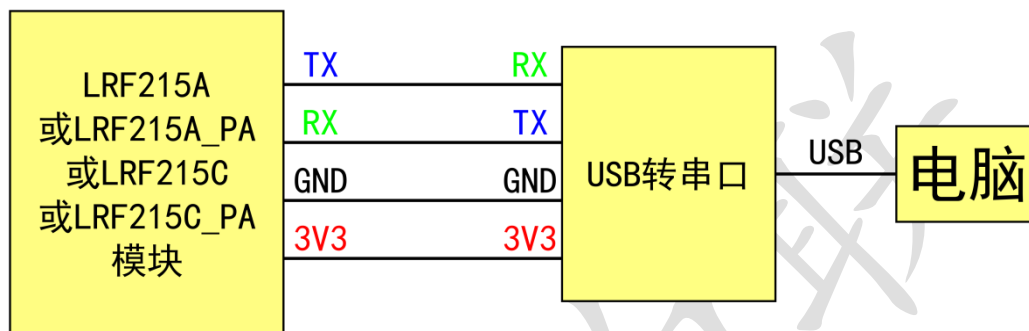 LRF215A
或LRF215A_PA
或LRF215C
或LRF215C_PA
模块
TX
RX
RX
TX
GND
GND
3V3
3V3
USB转串口
USB
电脑
联